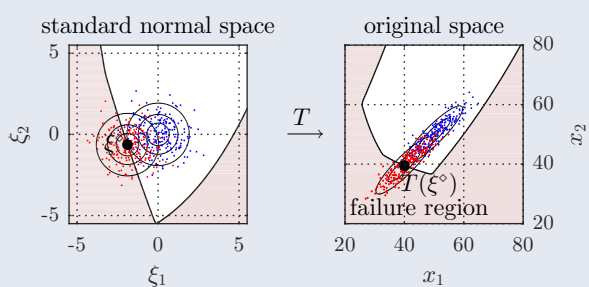 standard normal space
5
0
-5
ξ2
ξ◇
-5 0 5
ξ1
T
original space
80
60
40
20
x2
T(ξ◇)
failure region
20 40 60 80
x1